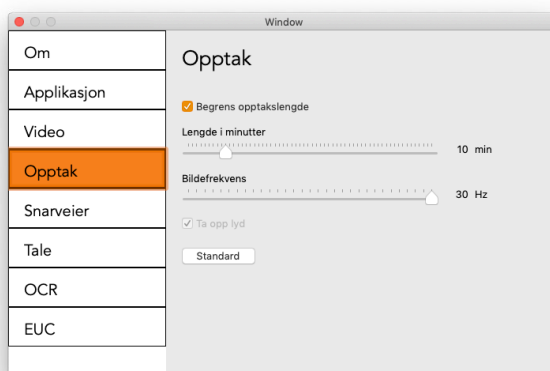 Window
Om
Applikasjon
Video
Opptak
Snarveier
Tale
OCR
EUC
Opptak
Begrens opptakslengde
Lengde i minutter
10 min
Bildefrekvens
30 Hz
Ta opp lyd
Standard